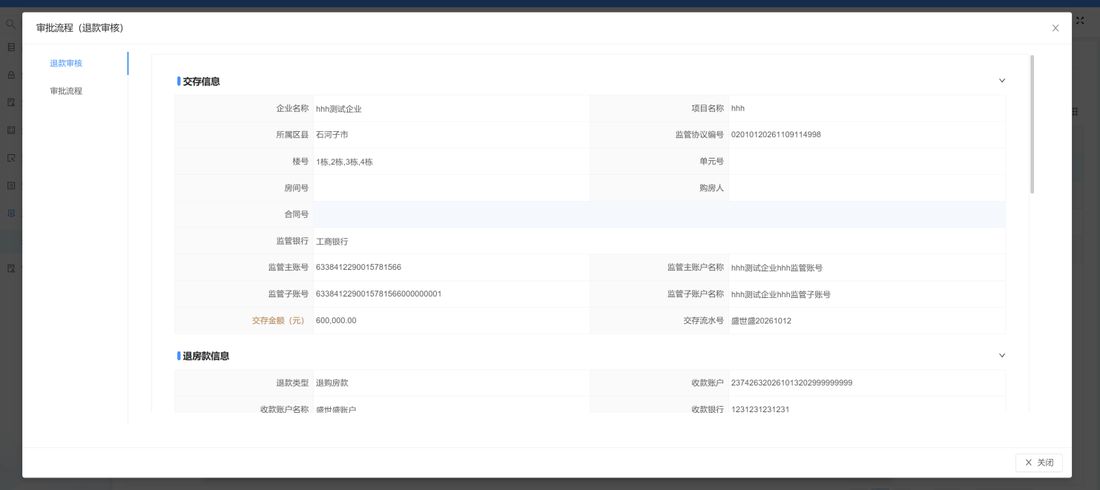 审批流程（退款审核）
退款审核
审批流程
交存信息
企业名称 hhh测试企业 项目名称 hhh
所属区县 石河子市 监管协议编号 02010120261109114998
楼号 1栋,2栋,3栋,4栋 单元号
房间号 购房人
合同号
监管银行 工商银行
监管主账号 6338412290015781566 监管主账户名称 hhh测试企业hhh监管账号
监管子账号 6338412290015781566000000001 监管子账户名称 hhh测试企业hhh监管子账号
交存金额（元） 600,000.00 交存流水号 盛世盛20261012
退房款信息
退款类型 退购房款 收款账户 237426320261013202999999999
收款账户名称 盛世盛账户 收款银行 1231231231231
关闭